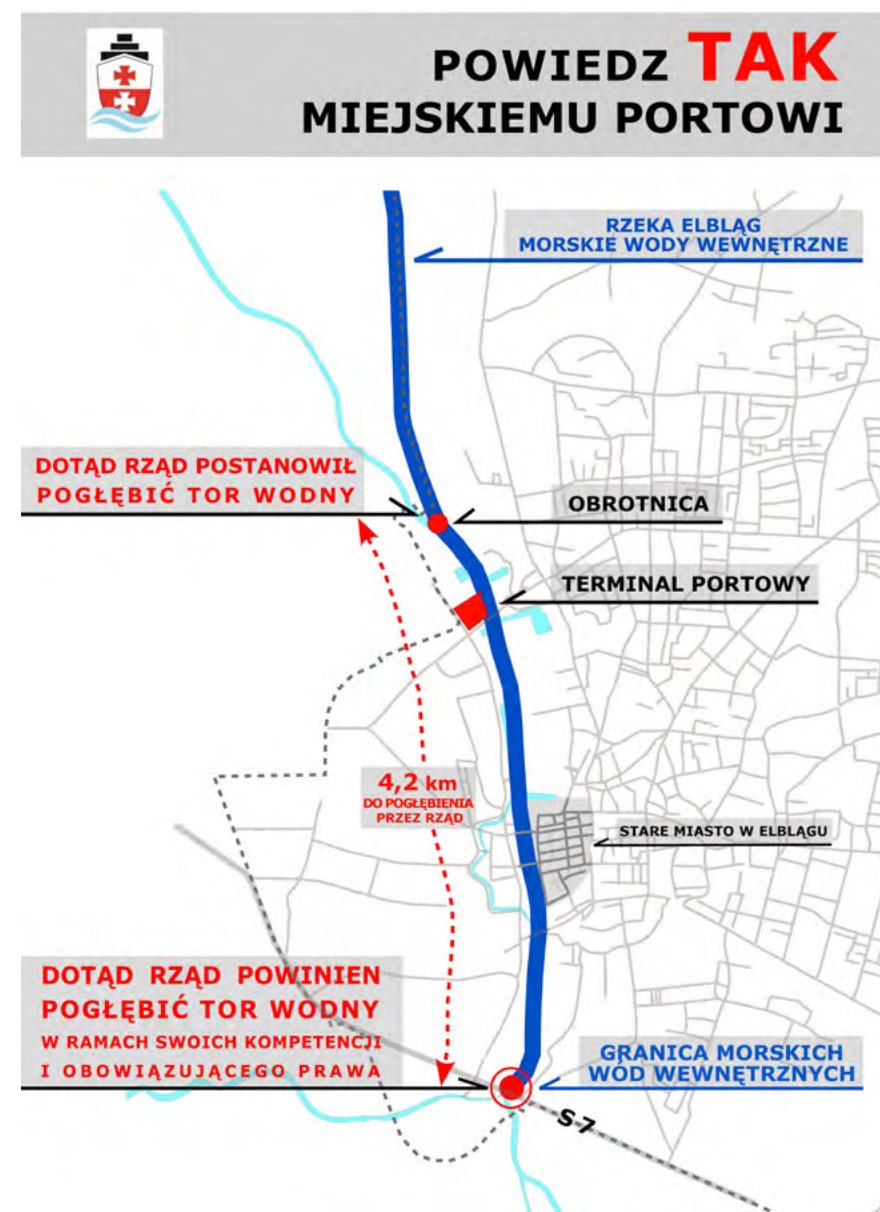 POWIEDZ TAK
MIEJSKIEMU PORTOWI
RZEKA ELBLĄG
MORSKIE WODY WEWNĘTRZNE
DOTĄD RZĄD POSTANOWIŁ
POGŁĘBIĆ TOR WODNY
OBROTNICA
TERMINAL PORTOWY
4,2 km
DO POGŁĘBIENIA
PRZEZ RZĄD
STARE MIASTO W ELBLĄGU
DOTĄD RZĄD POWINIEN
POGŁĘBIĆ TOR WODNY
W RAMACH SWOICH KOMPETENCJI
I OBOWIĄZUJĄCEGO PRAWA
GRANICA MORSKICH
WÓD WEWNĘTRZNYCH
S7